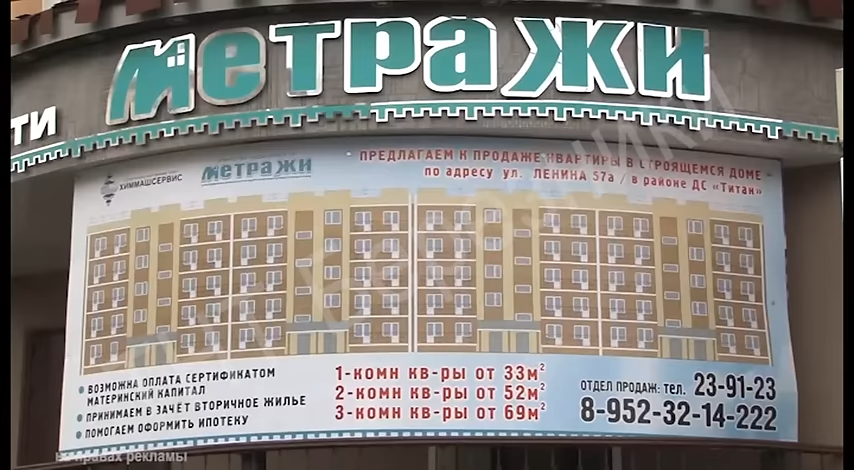 Метражи
ти
ХИММАШСЕРВИС
Метражи
ПРЕДЛАГАЕМ К ПРОДАЖЕ КВАРТИРЫ В СТРОЯЩЕМСЯ ДОМЕ
по адресу ул. ЛЕНИНА 57а / в районе ДС «Титан»
• ВОЗМОЖНА ОПЛАТА СЕРТИФИКАТОМ
МАТЕРИНСКИЙ КАПИТАЛ
• ПРИНИМАЕМ В ЗАЧЁТ ВТОРИЧНОЕ ЖИЛЬЕ
• ПОМОГАЕМ ОФОРМИТЬ ИПОТЕКУ
1-комн кв-ры от 33м²
2-комн кв-ры от 52м²
3-комн кв-ры от 69м²
ОТДЕЛ ПРОДАЖ: ТЕЛ. 23-91-23
8-952-32-14-222
на правах рекламы